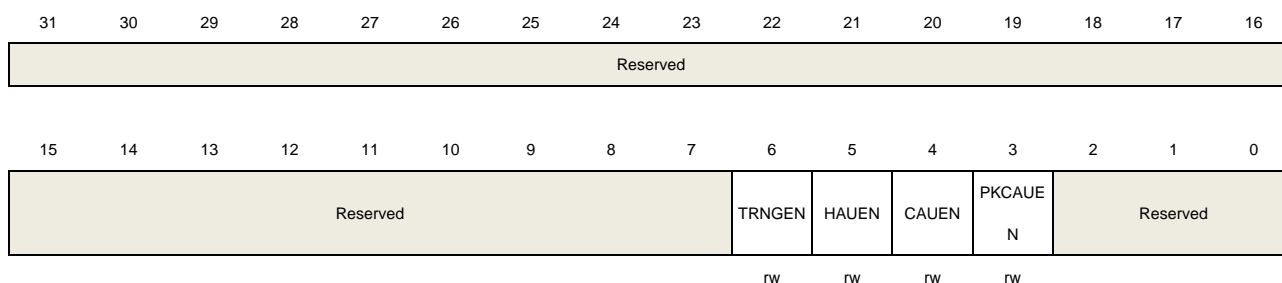 31 30 29 28 27 26 25 24 23 22 21 20 19 18 17 16
Reserved
15 14 13 12 11 10 9 8 7 6 5 4 3 2 1 0
Reserved TRNGEN HAUEN CAUEN PKCAUE
N Reserved
rw rw rw rw